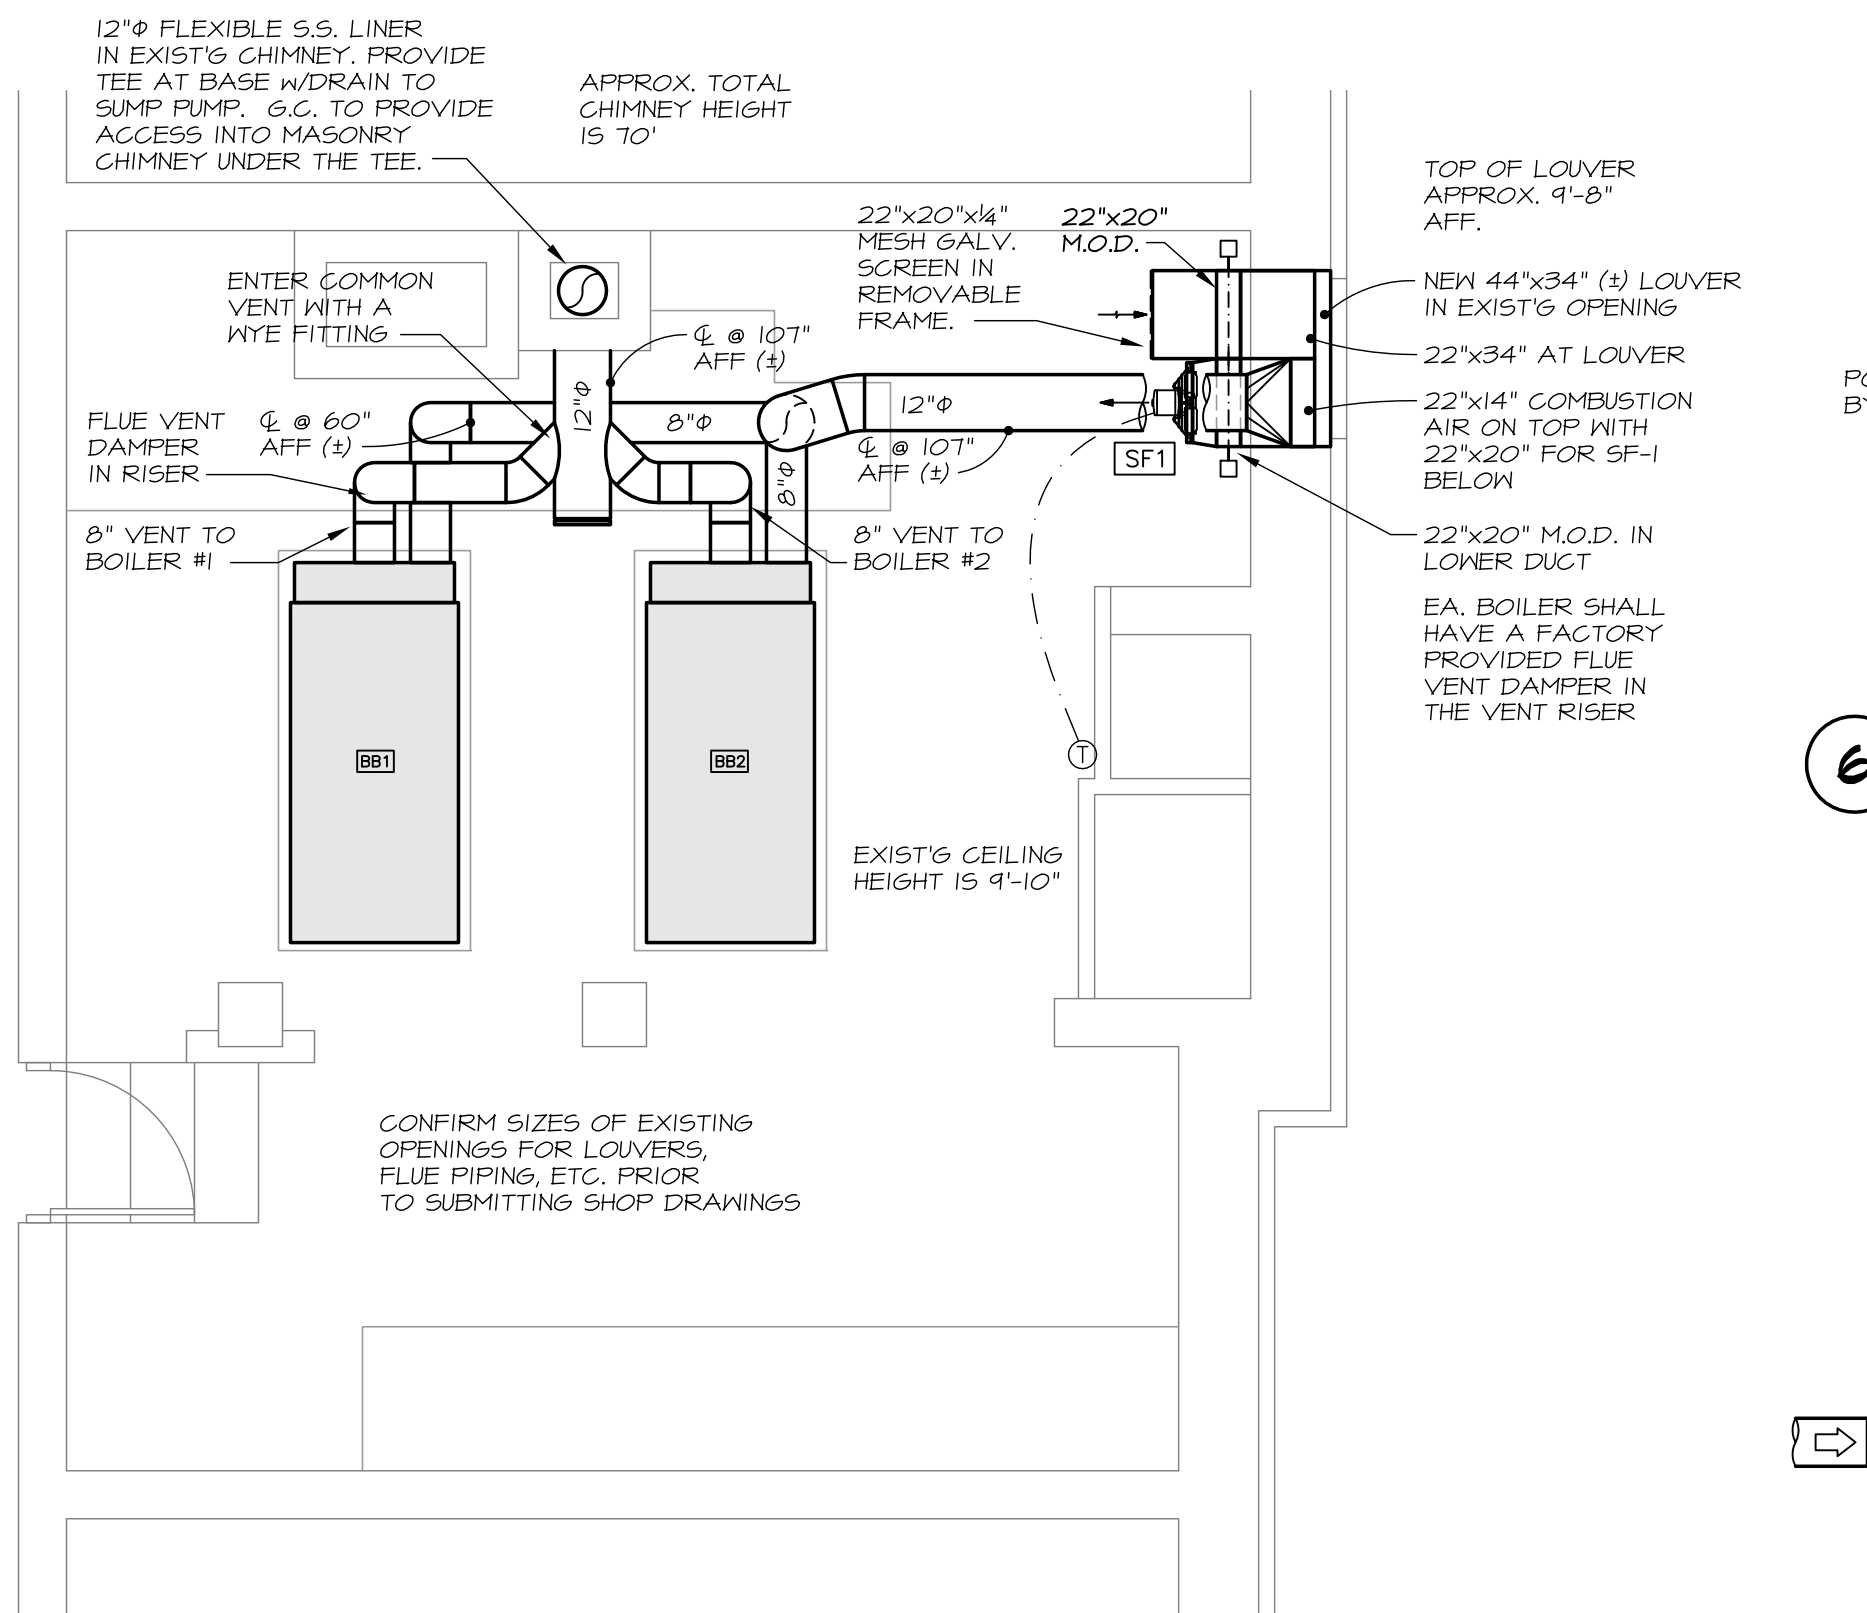 12"Φ FLEXIBLE S.S. LINER
IN EXIST'G CHIMNEY. PROVIDE
TEE AT BASE W/DRAIN TO
SUMP PUMP. G.C. TO PROVIDE
ACCESS INTO MASONRY
CHIMNEY UNDER THE TEE.
APPROX. TOTAL
CHIMNEY HEIGHT
IS 70'
22"x20"x¼"
MESH GALV.
SCREEN IN
REMOVABLE
FRAME.
22"x20"
M.O.D.
TOP OF LOUVER
APPROX. 9'-8"
AFF.
NEW 44"x34" (±) LOUVER
IN EXIST'G OPENING
22"x34" AT LOUVER
22"x14" COMBUSTION
AIR ON TOP WITH
22"x20" FOR SF-1
BELOW
22"x20" M.O.D. IN
LOWER DUCT
EA. BOILER SHALL
HAVE A FACTORY
PROVIDED FLUE
VENT DAMPER IN
THE VENT RISER
ENTER COMMON
VENT WITH A
WYE FITTING
℄ @ 107"
AFF (±)
FLUE VENT
DAMPER
IN RISER
℄ @ 60"
AFF (±)
12"Φ
8"Φ
8"Φ
12"Φ
℄ @ 107"
AFF (±)
SF1
8" VENT TO
BOILER #1
8" VENT TO
BOILER #2
BB1
BB2
T
EXIST'G CEILING
HEIGHT IS 9'-10"
CONFIRM SIZES OF EXISTING
OPENINGS FOR LOUVERS,
FLUE PIPING, ETC. PRIOR
TO SUBMITTING SHOP DRAWINGS
6